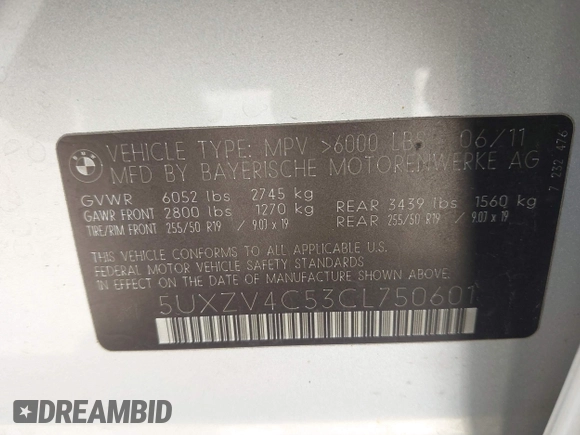 BMW
VEHICLE TYPE: MPV >6000 LBS 06/11
MFD BY BAYERISCHE MOTORENWERKE AG
GVWR 6052 lbs 2745 kg
GAWR FRONT 2800 lbs 1270 kg REAR 3439 lbs 1560 kg
TIRE/RIM FRONT 255/50 R19 / 9.0J x 19 REAR 255/50 R19 / 9.0J x 19
THIS VEHICLE CONFORMS TO ALL APPLICABLE U.S.
FEDERAL MOTOR VEHICLE SAFETY STANDARDS IN EFFECT
ON THE DATE OF MANUFACTURE SHOWN ABOVE.
5UXZV4C53CL750601
7 232 476
DREAMBID